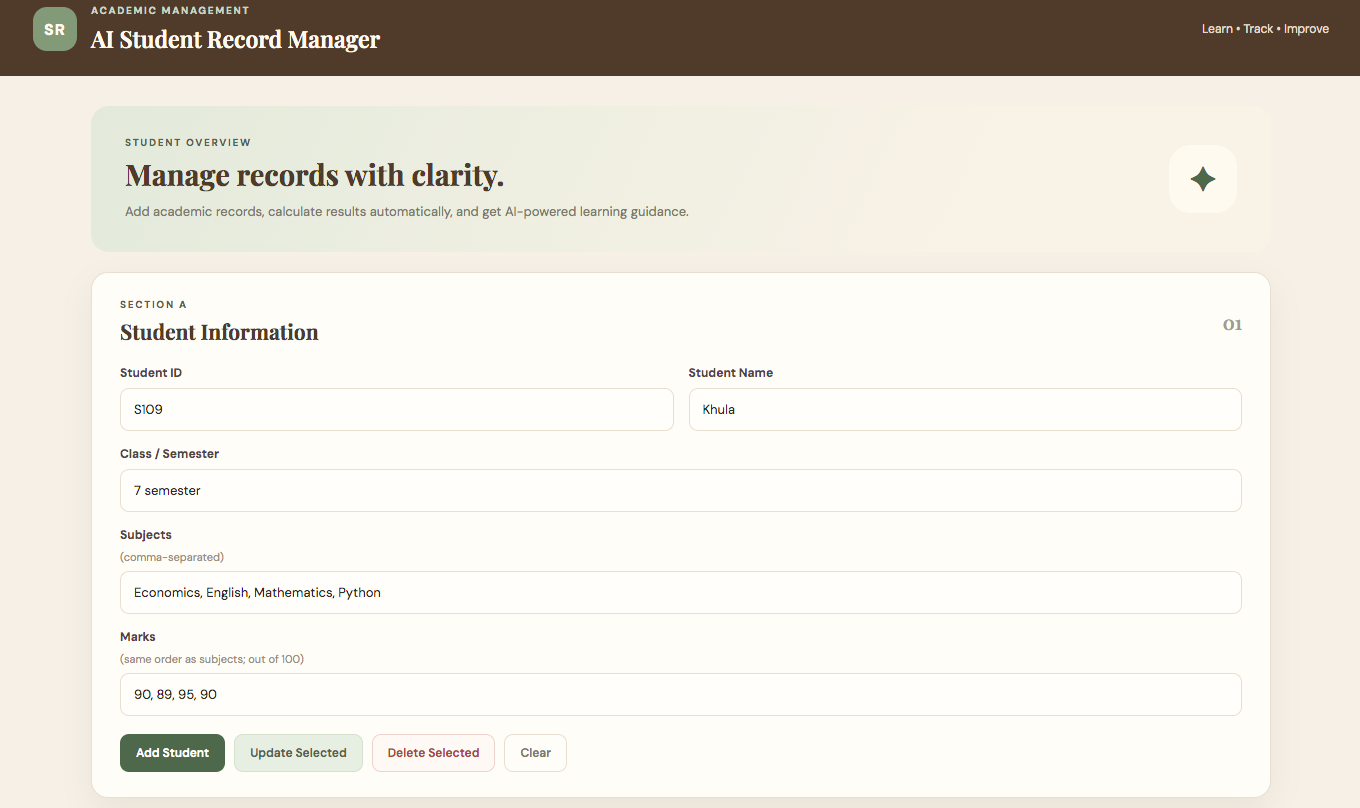 SR
ACADEMIC MANAGEMENT
AI Student Record Manager
Learn • Track • Improve
STUDENT OVERVIEW
Manage records with clarity.
Add academic records, calculate results automatically, and get AI-powered learning guidance.
SECTION A
Student Information
01
Student ID
S109
Student Name
Khula
Class / Semester
7 semester
Subjects
(comma-separated)
Economics, English, Mathematics, Python
Marks
(same order as subjects; out of 100)
90, 89, 95, 90
Add Student
Update Selected
Delete Selected
Clear